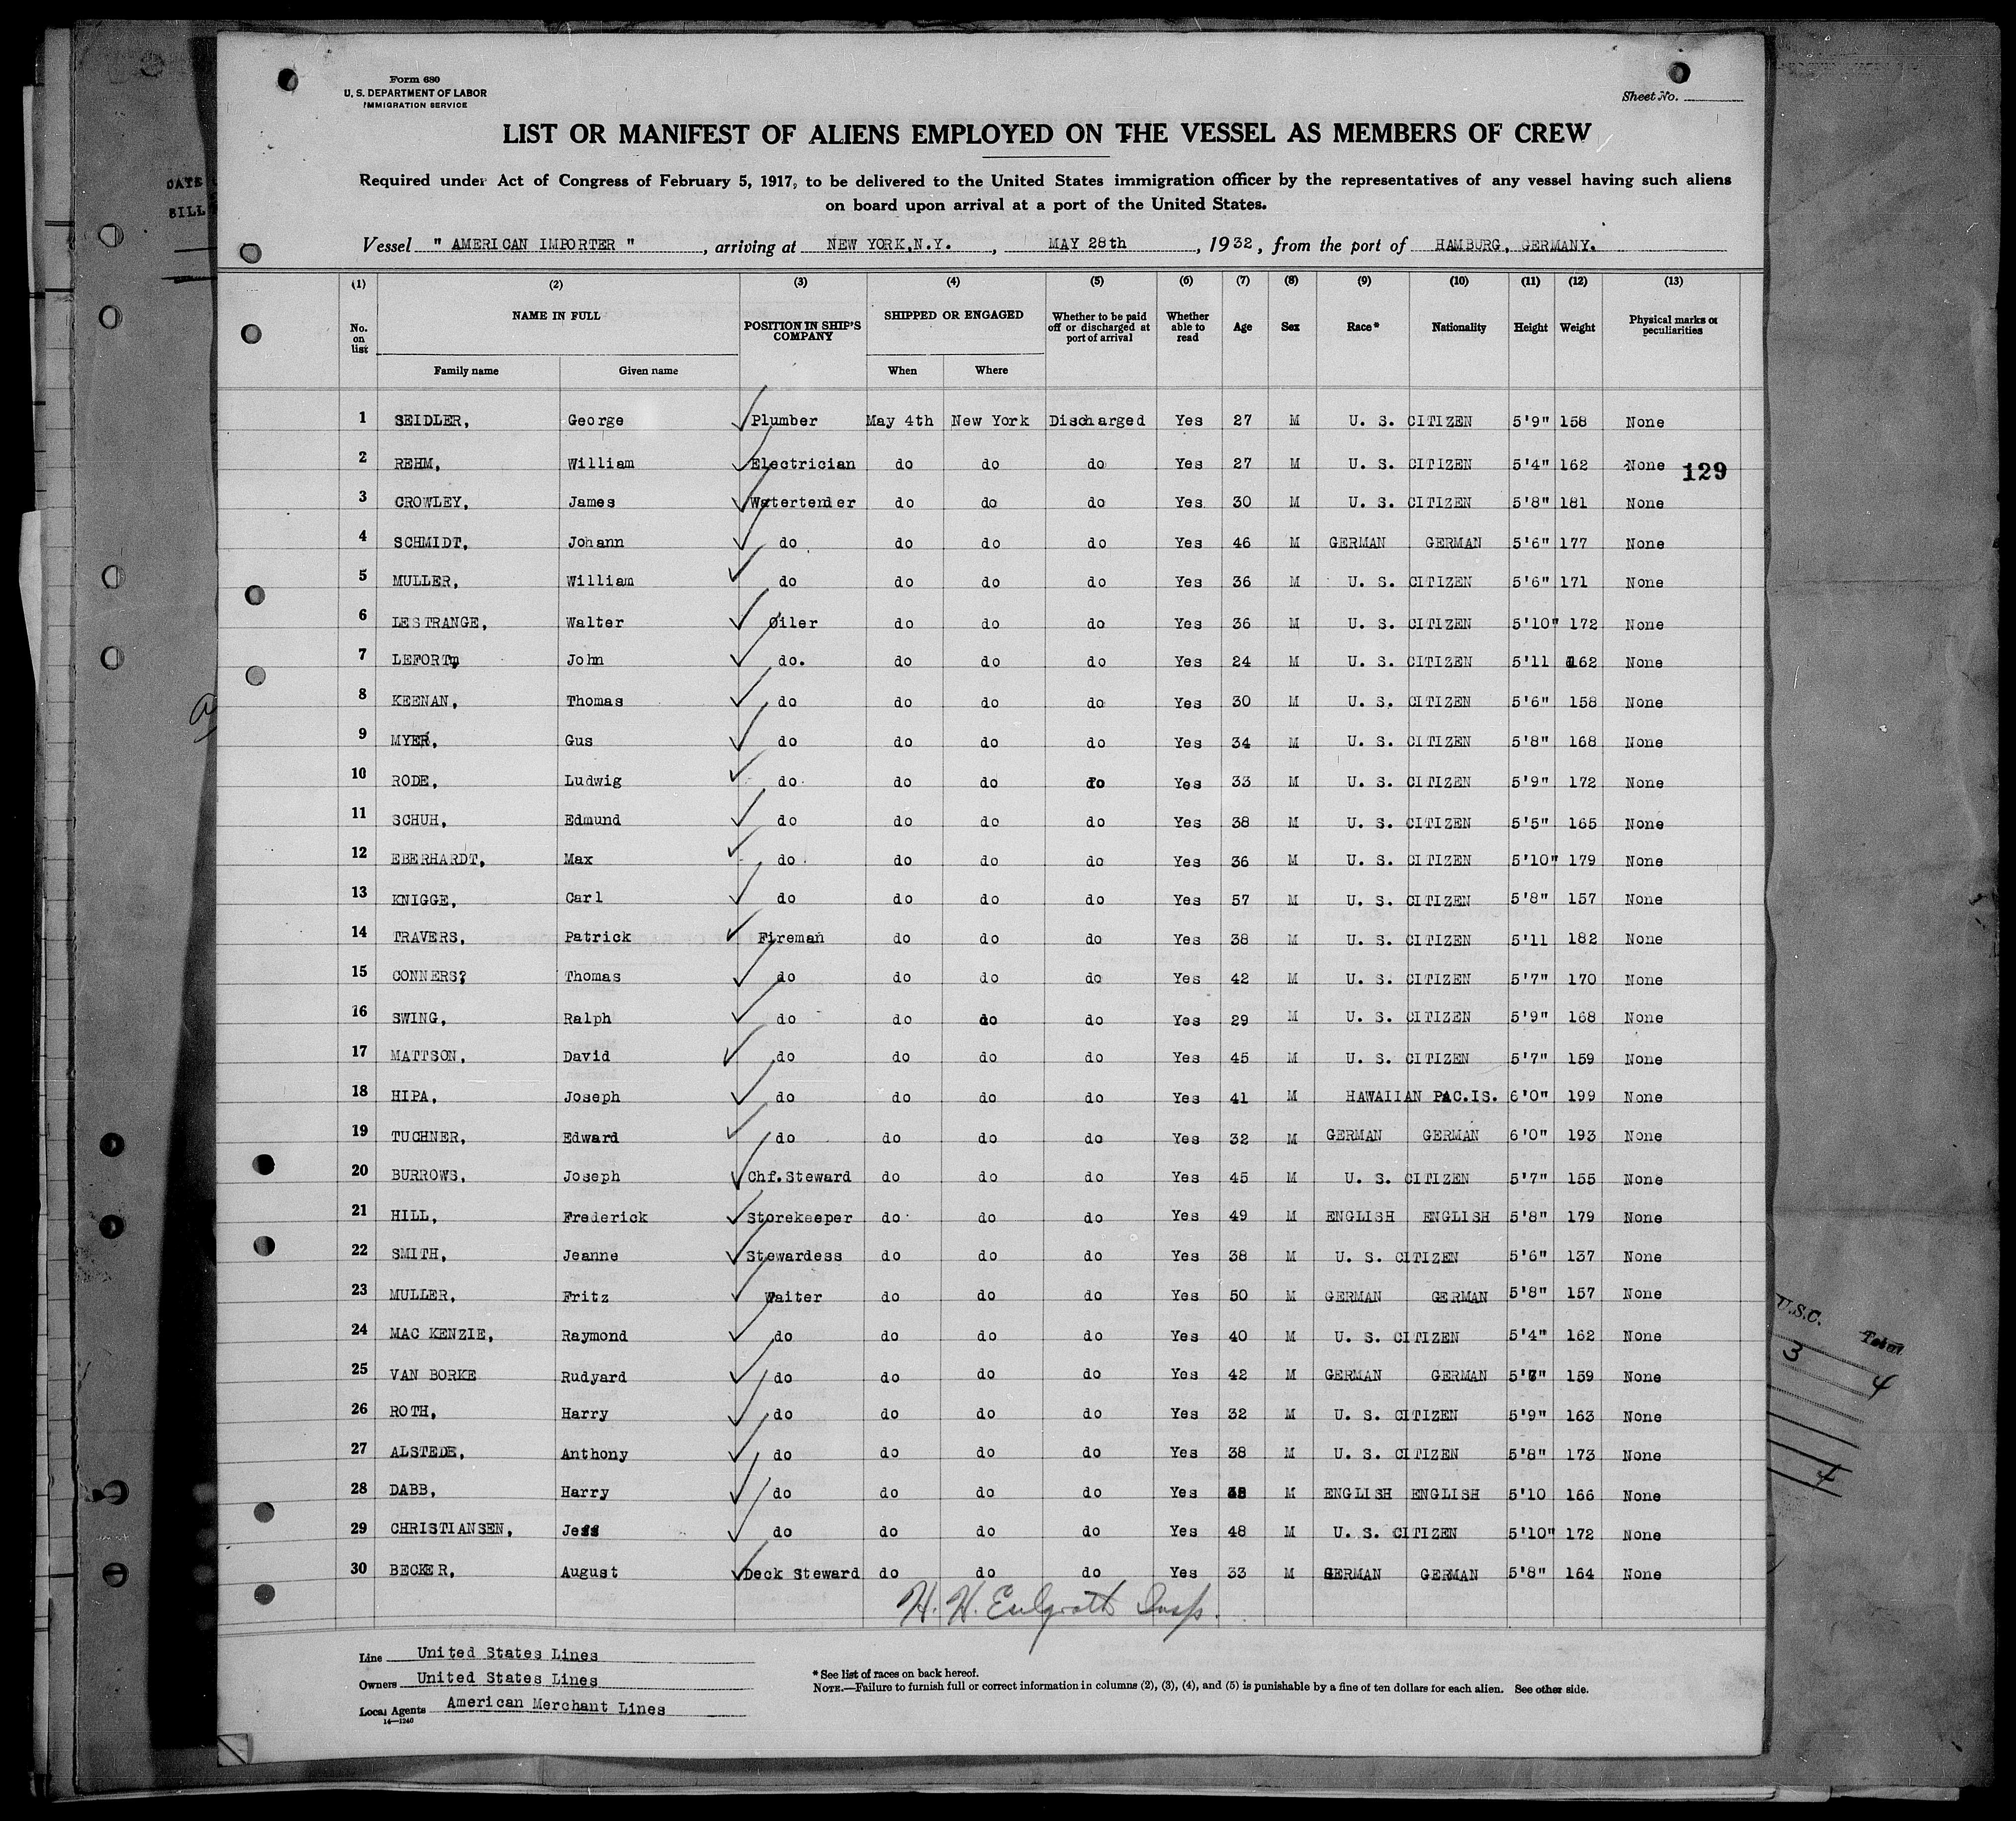 Form 680
U. S. DEPARTMENT OF LABOR
IMMIGRATION SERVICE
Sheet No.
LIST OR MANIFEST OF ALIENS EMPLOYED ON THE VESSEL AS MEMBERS OF CREW
Required under Act of Congress of February 5, 1917, to be delivered to the United States immigration officer by the representatives of any vessel having such aliens
on board upon arrival at a port of the United States.
DATE
BILL
Vessel " AMERICAN IMPORTER " , arriving at NEW YORK,N.Y. , MAY 28th , 1932, from the port of HAMBURG, GERMANY.
(1) (2) (3) (4) (5) (6) (7) (8) (9) (10) (11) (12) (13)
No. on list NAME IN FULL POSITION IN SHIP'S COMPANY SHIPPED OR ENGAGED Whether to be paid off or discharged at port of arrival Whether able to read Age Sex Race* Nationality Height Weight Physical marks or peculiarities
Family name Given name When Where
1 SEIDLER, George Plumber May 4th New York Discharged Yes 27 M U. S. CITIZEN 5'9" 158 None
2 REHM, William Electrician do do do Yes 27 M U. S. CITIZEN 5'4" 162 None
129
3 CROWLEY, James Watertender do do do Yes 30 M U. S. CITIZEN 5'8" 181 None
4 SCHMIDT, Johann do do do do Yes 46 M GERMAN GERMAN 5'6" 177 None
5 MULLER, William do do do do Yes 36 M U. S. CITIZEN 5'6" 171 None
6 LESTRANGE, Walter Oiler do do do Yes 36 M U. S. CITIZEN 5'10" 172 None
7 LEFORT, John do. do do do Yes 24 M U. S. CITIZEN 5'11 162 None
8 KEENAN, Thomas do do do do Yes 30 M U. S. CITIZEN 5'6" 158 None
9 MYER, Gus do do do do Yes 34 M U. S. CITIZEN 5'8" 168 None
10 RODE, Ludwig do do do do Yes 33 M U. S. CITIZEN 5'9" 172 None
11 SCHUH, Edmund do do do do Yes 38 M U. S. CITIZEN 5'5" 165 None
12 EBERHARDT, Max do do do do Yes 36 M U. S. CITIZEN 5'10" 179 None
13 KNIGGE, Carl do do do do Yes 57 M U. S. CITIZEN 5'8" 157 None
14 TRAVERS, Patrick Fireman do do do Yes 38 M U. S. CITIZEN 5'11 182 None
15 CONNERS? Thomas do do do do Yes 42 M U. S. CITIZEN 5'7" 170 None
16 SWING, Ralph do do do do Yes 29 M U. S. CITIZEN 5'9" 168 None
17 MATTSON, David do do do do Yes 45 M U. S. CITIZEN 5'7" 159 None
18 HIPA, Joseph do do do do Yes 41 M HAWAIIAN PAC.IS. 6'0" 199 None
19 TUCHNER, Edward do do do do Yes 32 M GERMAN GERMAN 6'0" 193 None
20 BURROWS, Joseph Chf.Steward do do do Yes 45 M U. S. CITIZEN 5'7" 155 None
21 HILL, Frederick Storekeeper do do do Yes 49 M ENGLISH ENGLISH 5'8" 179 None
22 SMITH, Jeanne Stewardess do do do Yes 38 M U. S. CITIZEN 5'6" 137 None
23 MULLER, Fritz Waiter do do do Yes 50 M GERMAN GERMAN 5'8" 157 None
24 MAC KENZIE, Raymond do do do do Yes 40 M U. S. CITIZEN 5'4" 162 None
25 VAN BORKE Rudyard do do do do Yes 42 M GERMAN GERMAN 159 None
26 ROTH, Harry do do do do Yes 32 M U. S. CITIZEN 5'9" 163 None
27 ALSTEDE, Anthony do do do do Yes 38 M U. S. CITIZEN 5'8" 173 None
28 DABB, Harry do do do do Yes M ENGLISH ENGLISH 5'10 166 None
29 CHRISTIANSEN, Jess do do do do Yes 48 M U. S. CITIZEN 5'10" 172 None
30 BECKER, August Deck Steward do do do Yes 33 M GERMAN GERMAN 5'8" 164 None
U.S.C. Total
3 4
4
Line United States Lines
Owners United States Lines
Local Agents American Merchant Lines
14—1240
* See list of races on back hereof.
NOTE.—Failure to furnish full or correct information in columns (2), (3), (4), and (5) is punishable by a fine of ten dollars for each alien. See other side.